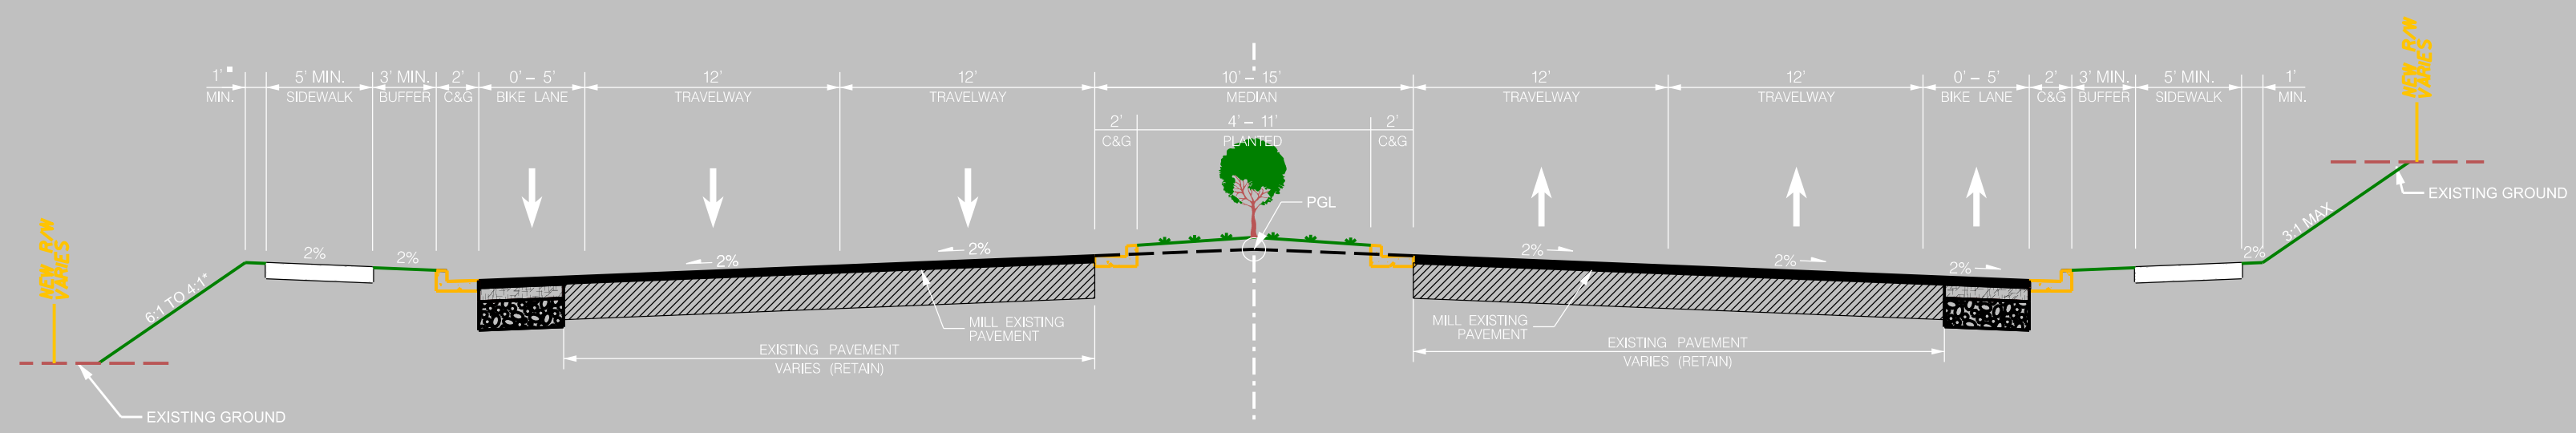 NEW R/W
VARIES
1' 5' MIN. 3' MIN. 2' 0' – 5' 12' 12' 10' – 15' 12' 12' 0' – 5' 2' 3' MIN. 5' MIN. 1'
MIN. SIDEWALK BUFFER C&G BIKE LANE TRAVELWAY TRAVELWAY MEDIAN TRAVELWAY TRAVELWAY BIKE LANE C&G BUFFER SIDEWALK MIN.
2' 4' – 11' 2'
C&G PLANTED C&G
EXISTING GROUND
PGL
NEW R/W
VARIES
3:1 MAX
2% 2% 2% 2% 2% 2% 2% 2%
6:1 TO 4:1*
MILL EXISTING
PAVEMENT
MILL EXISTING
PAVEMENT
EXISTING PAVEMENT
VARIES (RETAIN)
EXISTING PAVEMENT
VARIES (RETAIN)
EXISTING GROUND